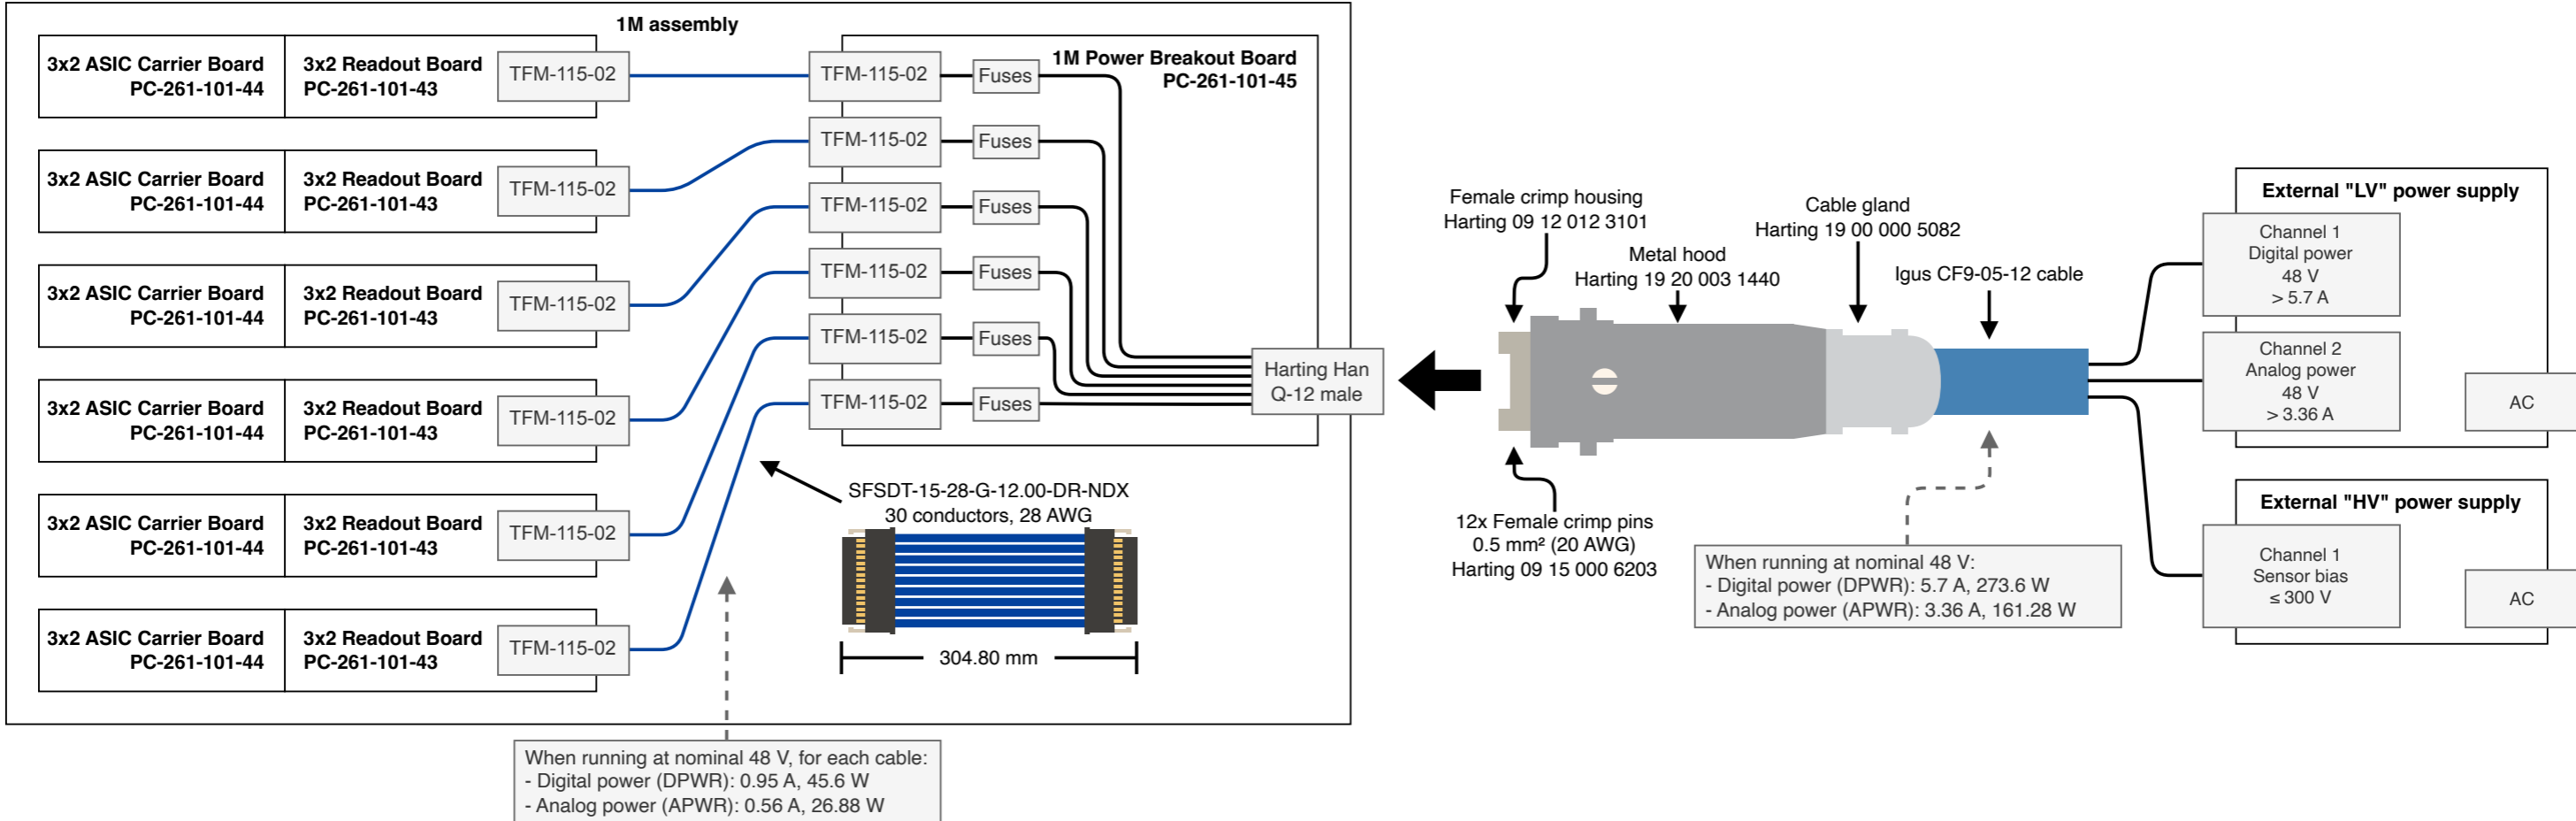 1M assembly
3x2 ASIC Carrier Board
PC-261-101-44
3x2 Readout Board
PC-261-101-43
TFM-115-02
3x2 ASIC Carrier Board
PC-261-101-44
3x2 Readout Board
PC-261-101-43
TFM-115-02
3x2 ASIC Carrier Board
PC-261-101-44
3x2 Readout Board
PC-261-101-43
TFM-115-02
3x2 ASIC Carrier Board
PC-261-101-44
3x2 Readout Board
PC-261-101-43
TFM-115-02
3x2 ASIC Carrier Board
PC-261-101-44
3x2 Readout Board
PC-261-101-43
TFM-115-02
3x2 ASIC Carrier Board
PC-261-101-44
3x2 Readout Board
PC-261-101-43
TFM-115-02
1M Power Breakout Board
PC-261-101-45
TFM-115-02
Fuses
TFM-115-02
Fuses
TFM-115-02
Fuses
TFM-115-02
Fuses
TFM-115-02
Fuses
TFM-115-02
Fuses
Harting Han
Q-12 male
SFSDT-15-28-G-12.00-DR-NDX
30 conductors, 28 AWG
304.80 mm
When running at nominal 48 V, for each cable:
- Digital power (DPWR): 0.95 A, 45.6 W
- Analog power (APWR): 0.56 A, 26.88 W
Female crimp housing
Harting 09 12 012 3101
Metal hood
Harting 19 20 003 1440
Cable gland
Harting 19 00 000 5082
Igus CF9-05-12 cable
12x Female crimp pins
0.5 mm² (20 AWG)
Harting 09 15 000 6203
When running at nominal 48 V:
- Digital power (DPWR): 5.7 A, 273.6 W
- Analog power (APWR): 3.36 A, 161.28 W
External "LV" power supply
Channel 1
Digital power
48 V
> 5.7 A
Channel 2
Analog power
48 V
> 3.36 A
AC
External "HV" power supply
Channel 1
Sensor bias
≤ 300 V
AC